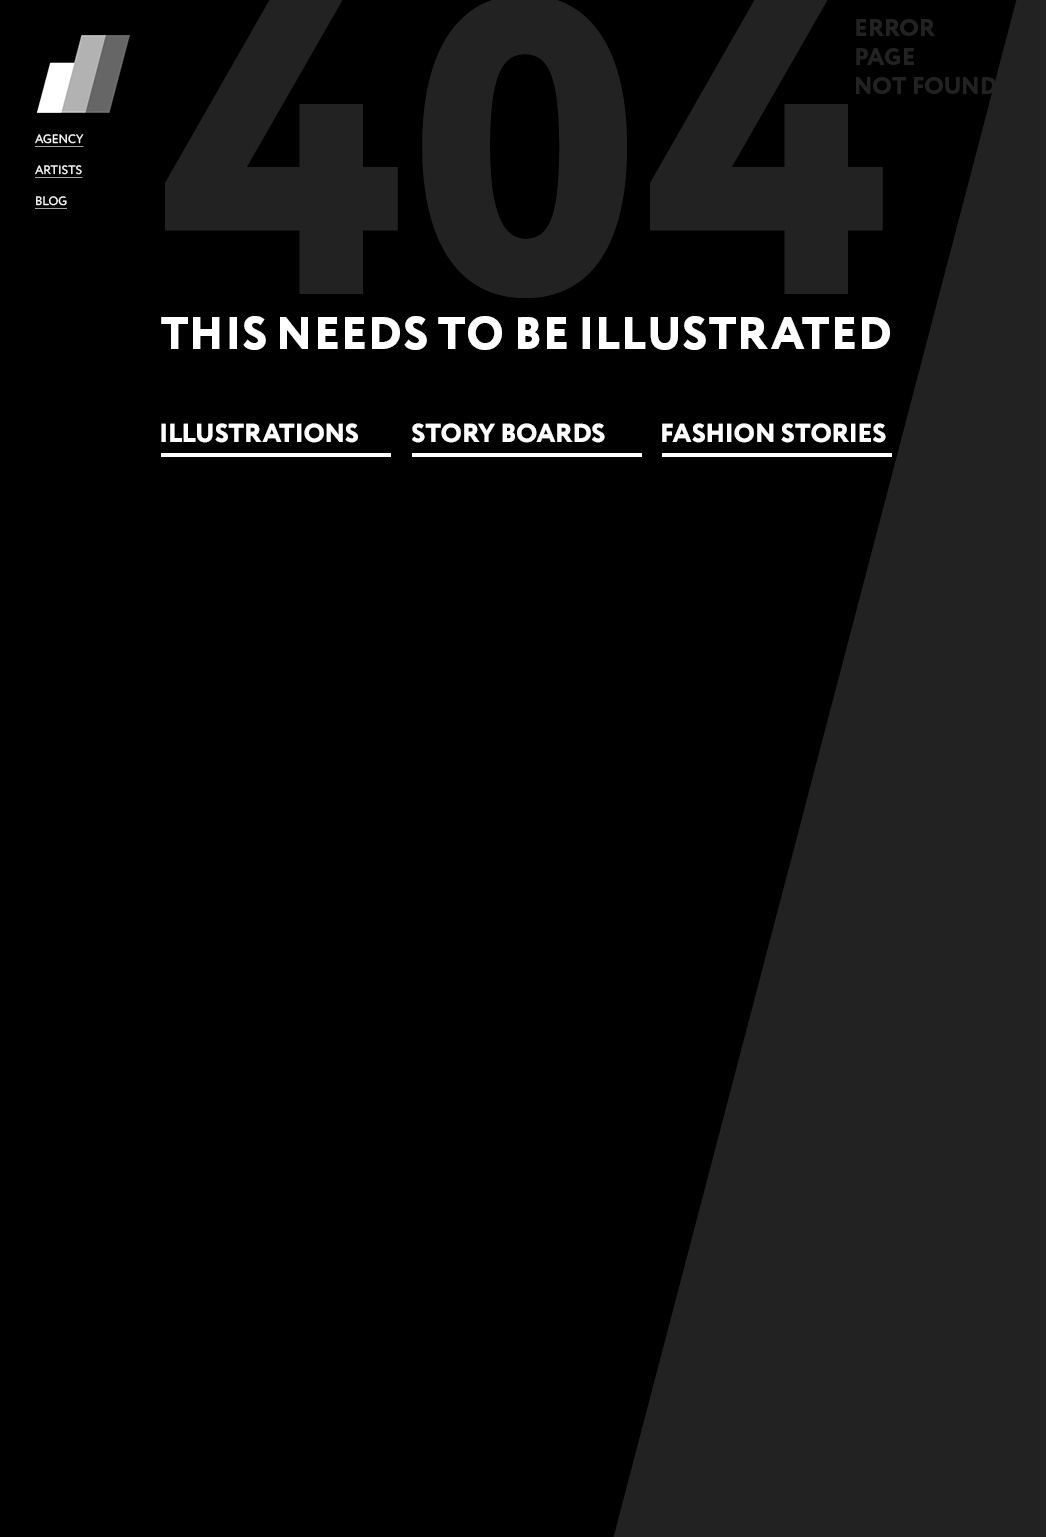 404
ERROR
PAGE
NOT FOUND
AGENCY
ARTISTS
BLOG
THIS NEEDS TO BE ILLUSTRATED
ILLUSTRATIONS STORY BOARDS FASHION STORIES